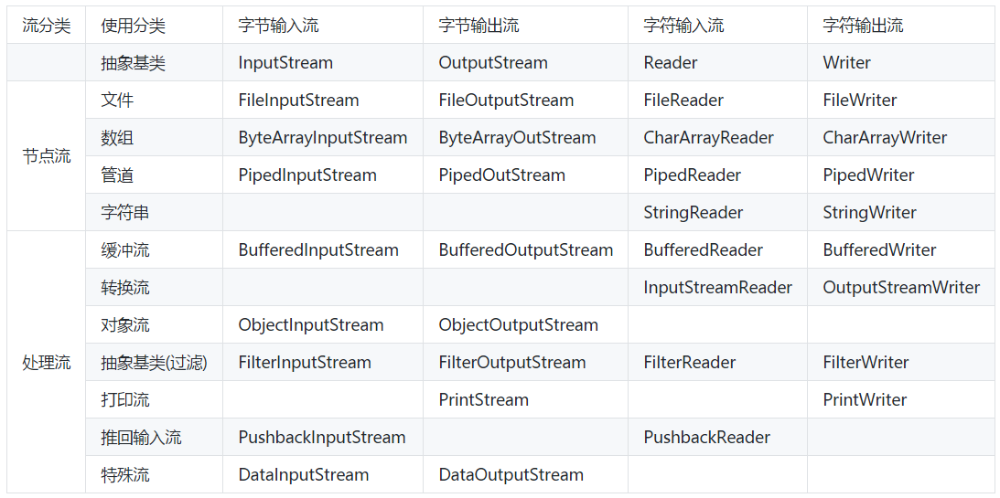 流分类 使用分类 字节输入流 字节输出流 字符输入流 字符输出流
抽象基类 InputStream OutputStream Reader Writer
节点流 文件 FileInputStream FileOutputStream FileReader FileWriter
数组 ByteArrayInputStream ByteArrayOutStream CharArrayReader CharArrayWriter
管道 PipedInputStream PipedOutStream PipedReader PipedWriter
字符串 StringReader StringWriter
处理流 缓冲流 BufferedInputStream BufferedOutputStream BufferedReader BufferedWriter
转换流 InputStreamReader OutputStreamWriter
对象流 ObjectInputStream ObjectOutputStream
抽象基类(过滤) FilterInputStream FilterOutputStream FilterReader FilterWriter
打印流 PrintStream PrintWriter
推回输入流 PushbackInputStream PushbackReader
特殊流 DataInputStream DataOutputStream